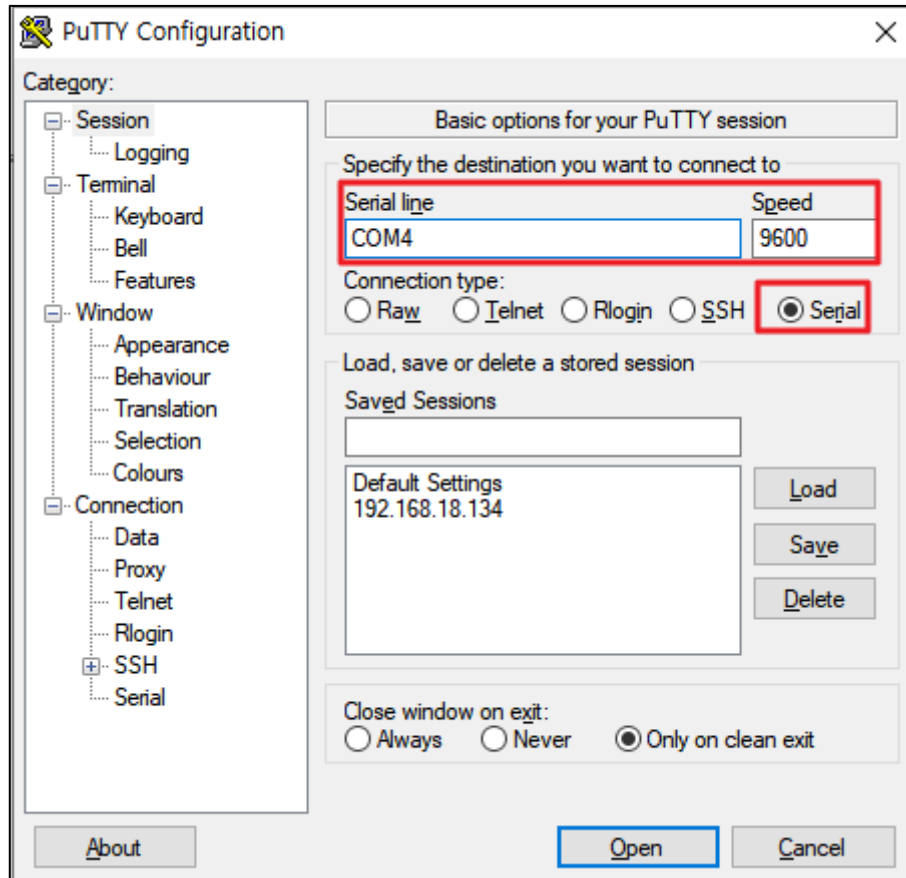 PuTTY Configuration
Category:
Session
Logging
Terminal
Keyboard
Bell
Features
Window
Appearance
Behaviour
Translation
Selection
Colours
Connection
Data
Proxy
Telnet
Rlogin
SSH
Serial
Basic options for your PuTTY session
Specify the destination you want to connect to
Serial line Speed
COM4 9600
Connection type:
Raw Telnet Rlogin SSH Serial
Load, save or delete a stored session
Saved Sessions
Default Settings
192.168.18.134
Load
Save
Delete
Close window on exit:
Always Never Only on clean exit
About Open Cancel